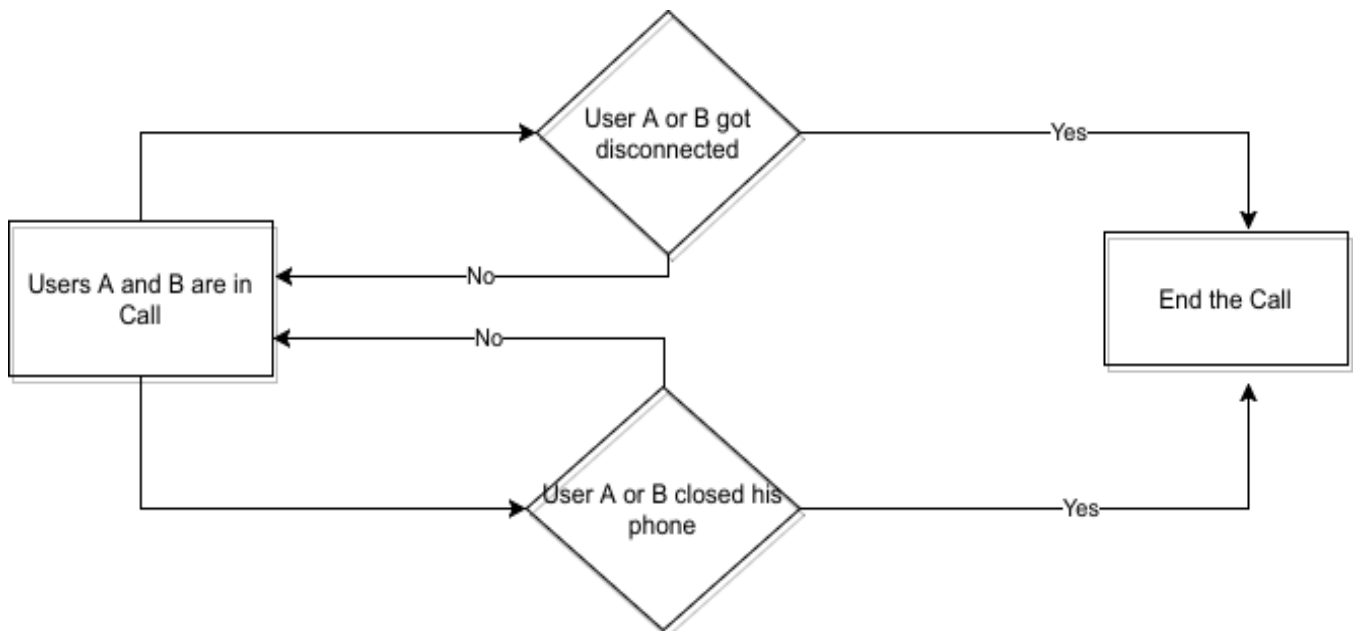 User A or B got
disconnected
Yes
Users A and B are in
Call
No
End the Call
No
User A or B closed his
phone
Yes